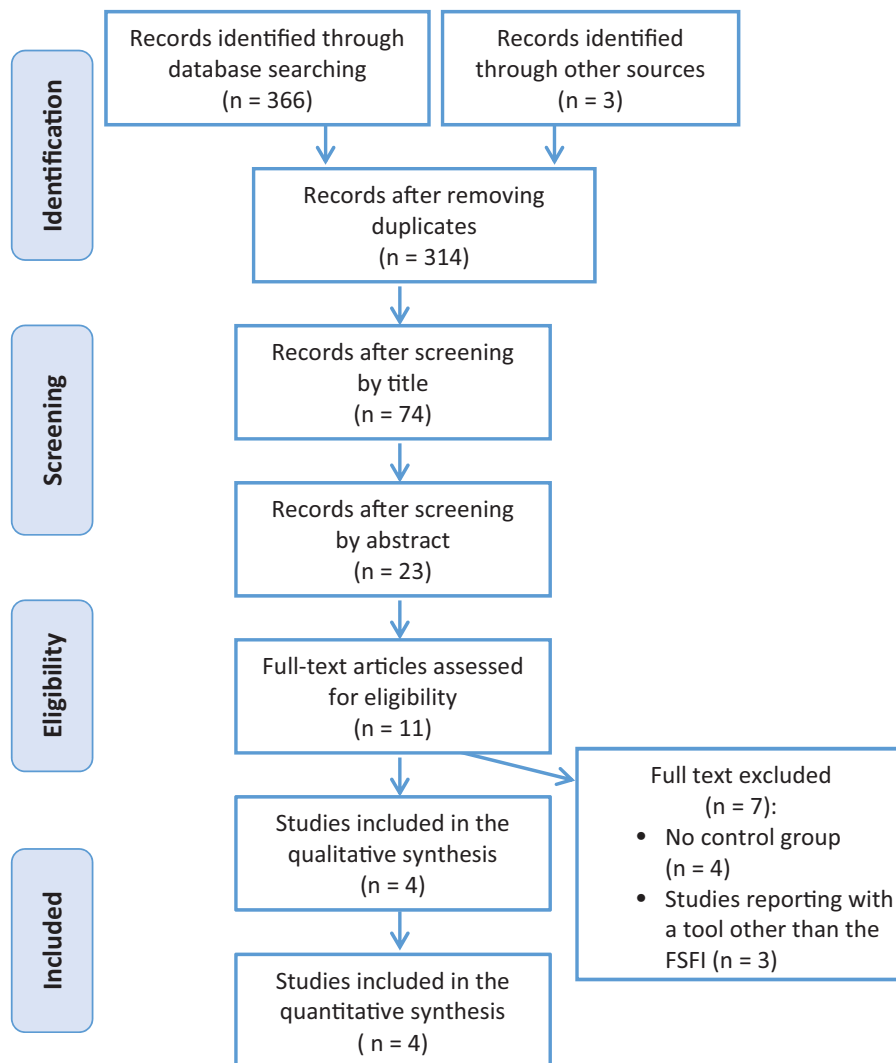 Identification
Records identified through
database searching
(n = 366)
Records identified
through other sources
(n = 3)
Records after removing
duplicates
(n = 314)
Screening
Records after screening
by title
(n = 74)
Records after screening
by abstract
(n = 23)
Eligibility
Full-text articles assessed
for eligibility
(n = 11)
Full text excluded
(n = 7):
• No control group
(n = 4)
• Studies reporting with
a tool other than the
FSFI (n = 3)
Included
Studies included in the
qualitative synthesis
(n = 4)
Studies included in the
quantitative synthesis
( n = 4)